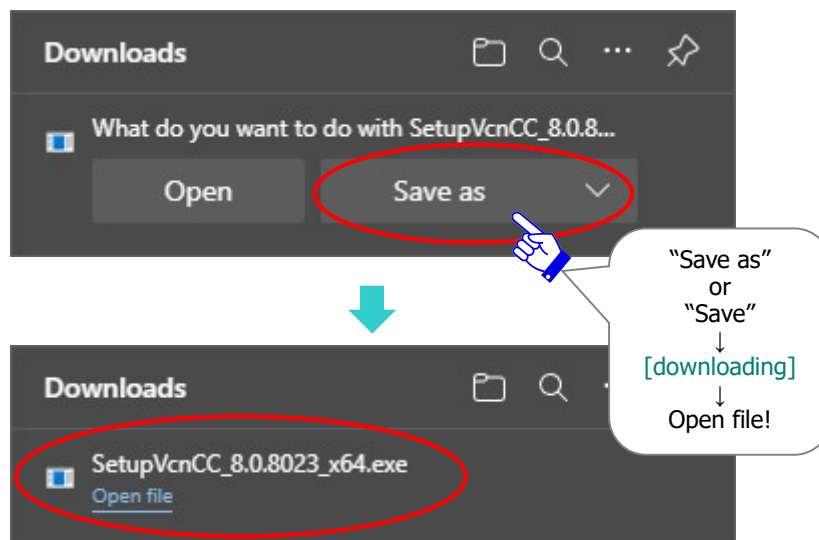 Downloads
What do you want to do with SetupVcnCC_8.0.8...
Open
Save as
“Save as”
or
“Save”
↓
[downloading]
↓
Open file!
Downloads
SetupVcnCC_8.0.8023_x64.exe
Open file